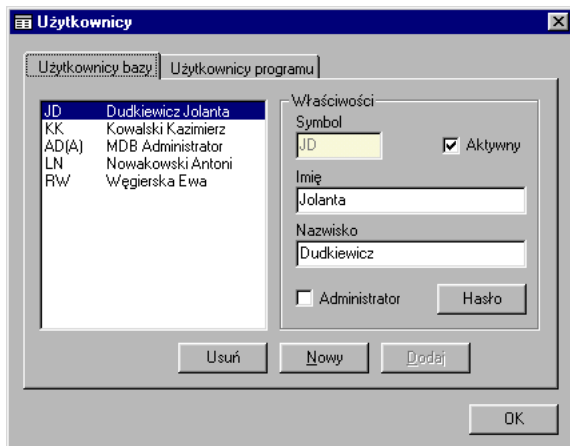 Użytkownicy
Użytkownicy bazy Użytkownicy programu
JD Dudkiewicz Jolanta
KK Kowalski Kazimierz
AD(A) MDB Administrator
LN Nowakowski Antoni
RW Węgierska Ewa
Właściwości
Symbol
JD Aktywny
Imię
Jolanta
Nazwisko
Dudkiewicz
Administrator Hasło
Usuń Nowy Dodaj
OK